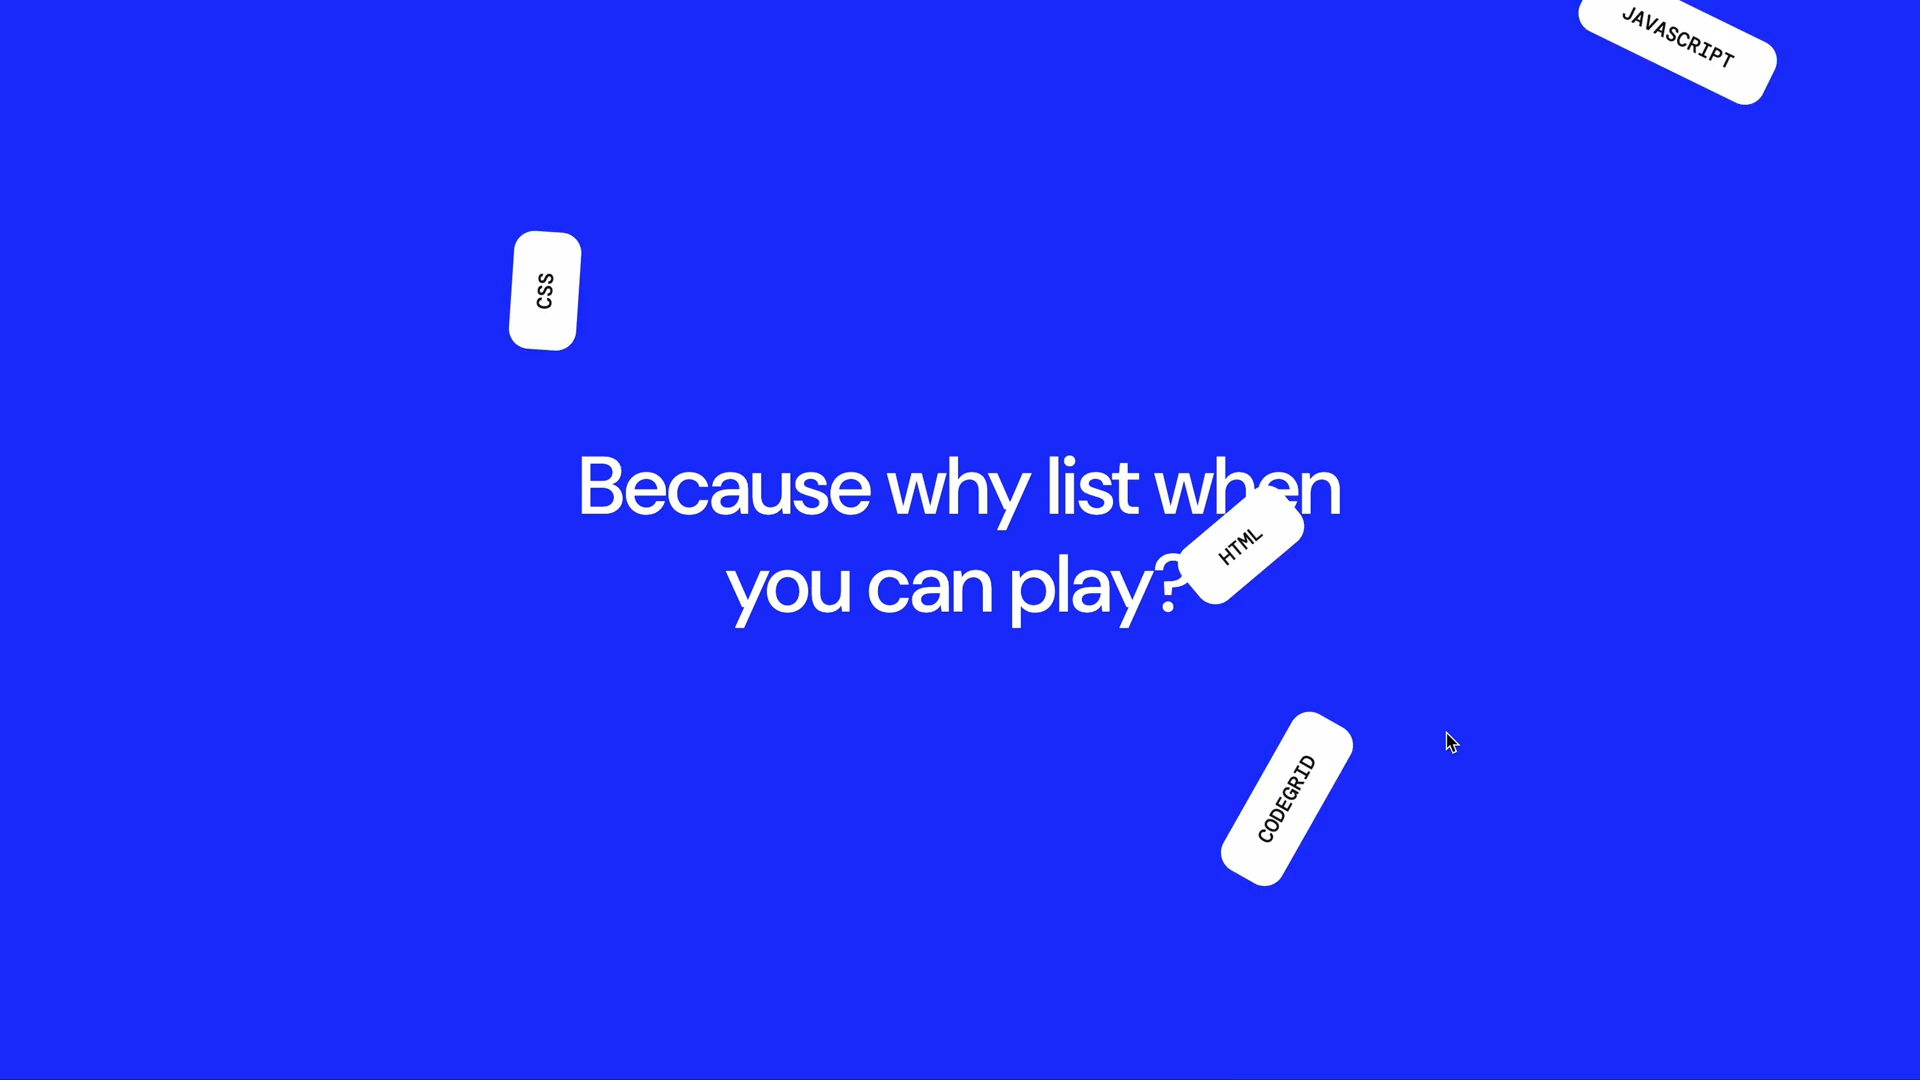 JAVASCRIPT
CSS
Because why list when
you can play?
HTML
CODEGRID